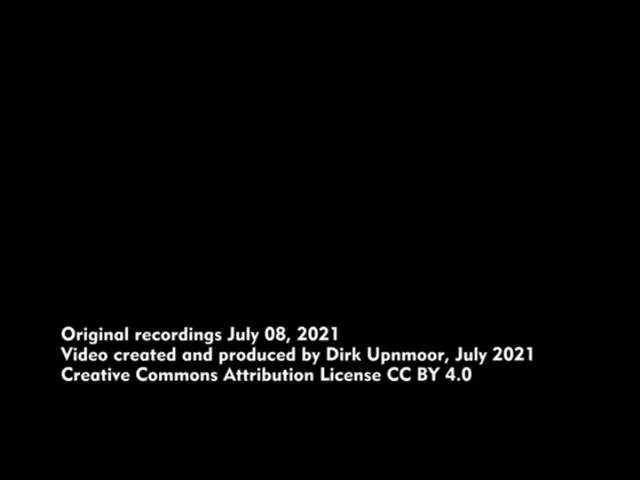 Original recordings July 08, 2021
Video created and produced by Dirk Upnmoor, July 2021
Creative Commons Attribution License CC BY 4.0